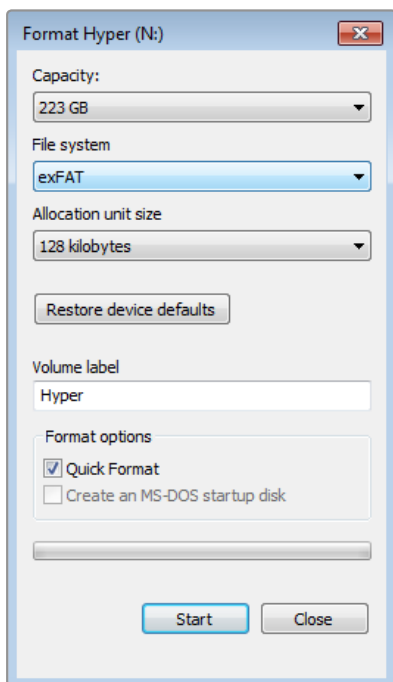 Format Hyper (N:)
Capacity:
223 GB
File system
exFAT
Allocation unit size
128 kilobytes
Restore device defaults
Volume label
Hyper
Format options
Quick Format
Create an MS-DOS startup disk
Start Close